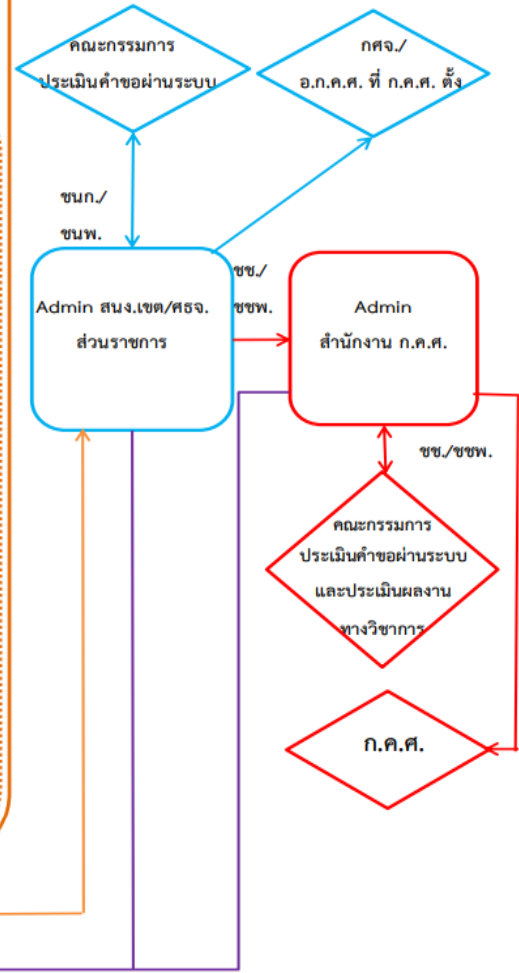 คณะกรรมการ
ประเมินคำขอผ่านระบบ
กศจ./
อ.ก.ค.ศ. ที่ ก.ค.ศ. ตั้ง
ชนก./
ชนพ.
Admin สนง.เขต/ศธจ.
ส่วนราชการ
ชช./
ชชพ.
Admin
สำนักงาน ก.ค.ศ.
ชช./ชชพ.
คณะกรรมการ
ประเมินคำขอผ่านระบบ
และประเมินผลงาน
ทางวิชาการ
ก.ค.ศ.